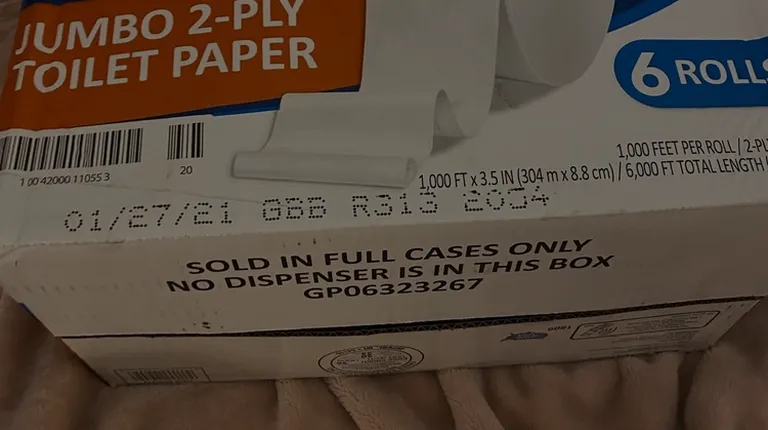 JUMBO 2-PLY
TOILET PAPER
6 ROLLS
1 00 42000 11055 3
20
1,000 FEET PER ROLL / 2-PL
1,000 FT x 3.5 IN (304 m x 8.8 cm) / 6,000 FT TOTAL LENGTH
01/27/21 GBB R313 2054
SOLD IN FULL CASES ONLY
NO DISPENSER IS IN THIS BOX
GP06323267